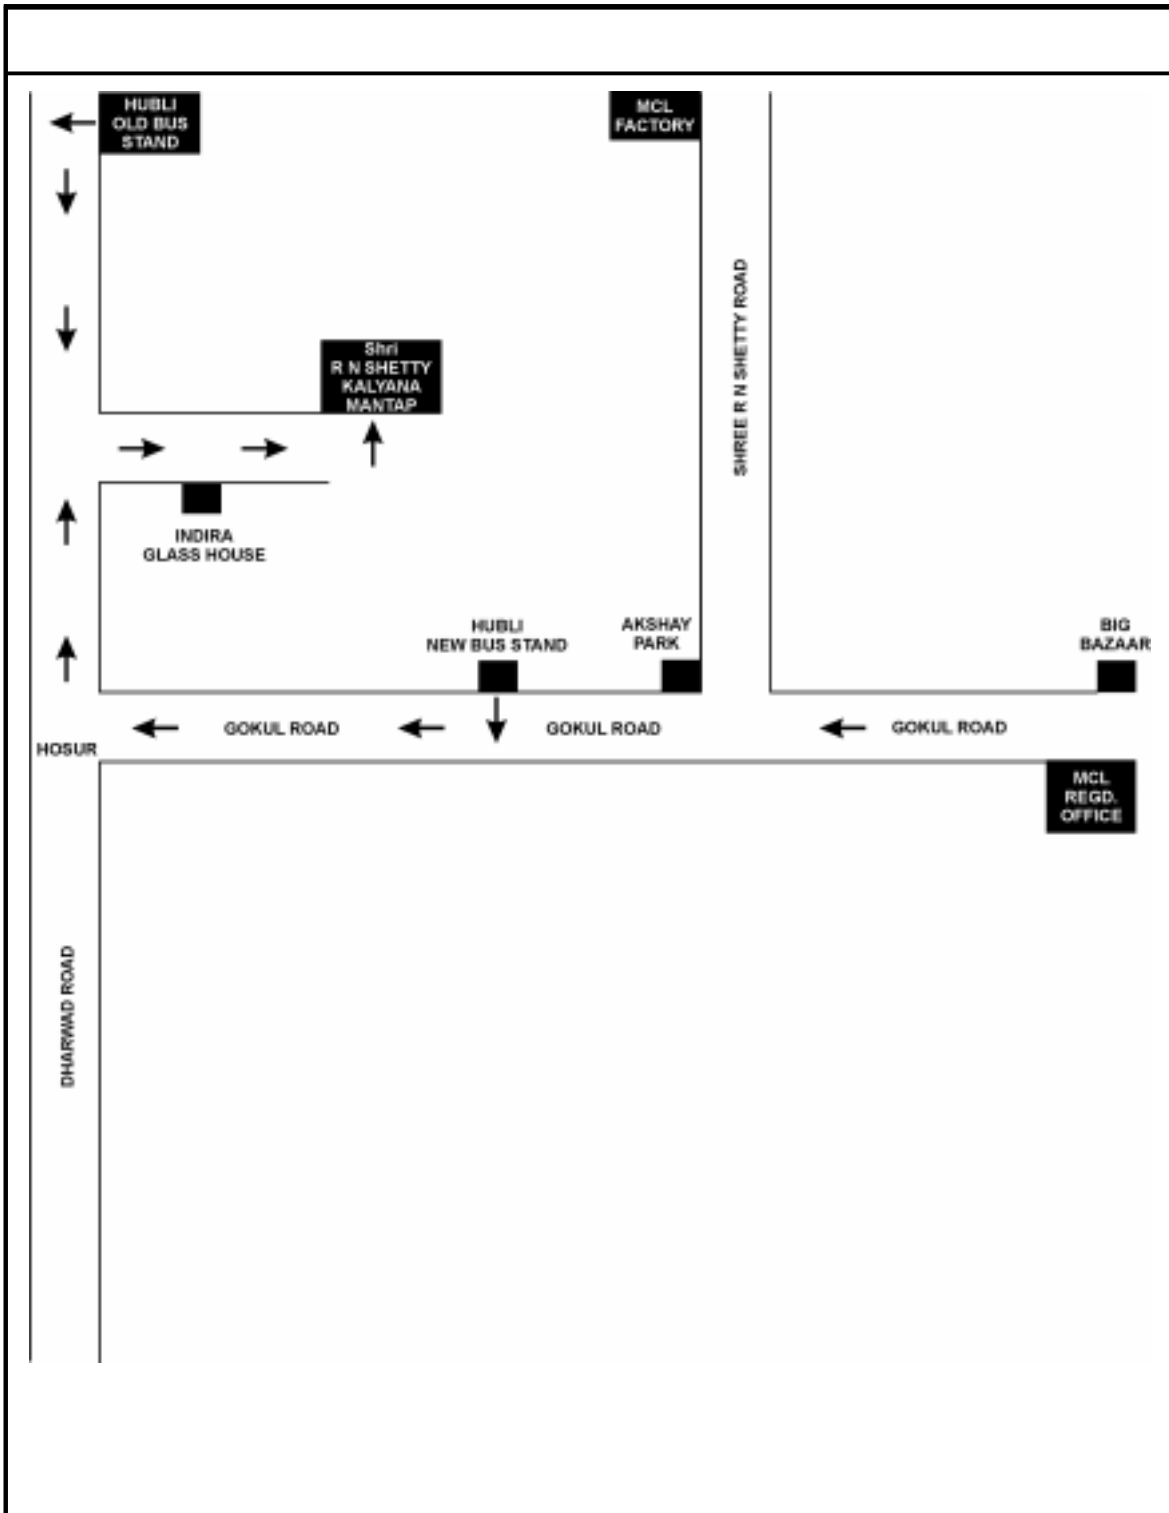 HUBLI
OLD BUS
STAND
MCL
FACTORY
SHREE R N SHETTY ROAD
Shri
R N SHETTY
KALYANA
MANTAP
INDIRA
GLASS HOUSE
HUBLI
NEW BUS STAND
AKSHAY
PARK
BIG
BAZAAR
GOKUL ROAD
GOKUL ROAD
GOKUL ROAD
HOSUR
MCL
REGD.
OFFICE
DHARWAD ROAD